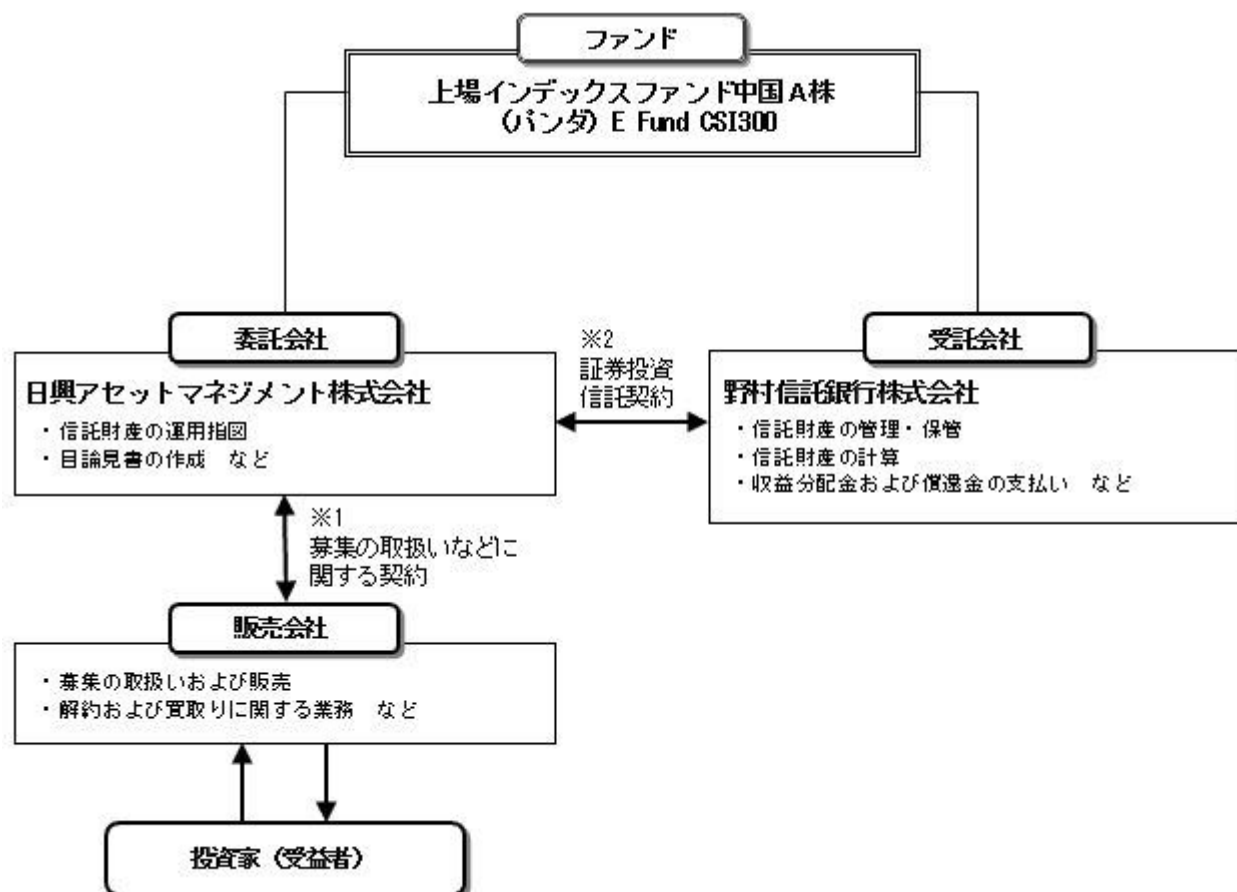 ファンド
上場インデックスファンド中国A株
(パンダ) E Fund CSI300
委託会社
日興アセットマネジメント株式会社
・信託財産の運用指図
・目論見書の作成 など
※2
証券投資
信託契約
受託会社
野村信託銀行株式会社
・信託財産の管理・保管
・信託財産の計算
・収益分配金および償還金の支払い など
※1
募集の取扱いなどに
関する契約
販売会社
・募集の取扱いおよび販売
・解約および買取りに関する業務 など
投資家(受益者)